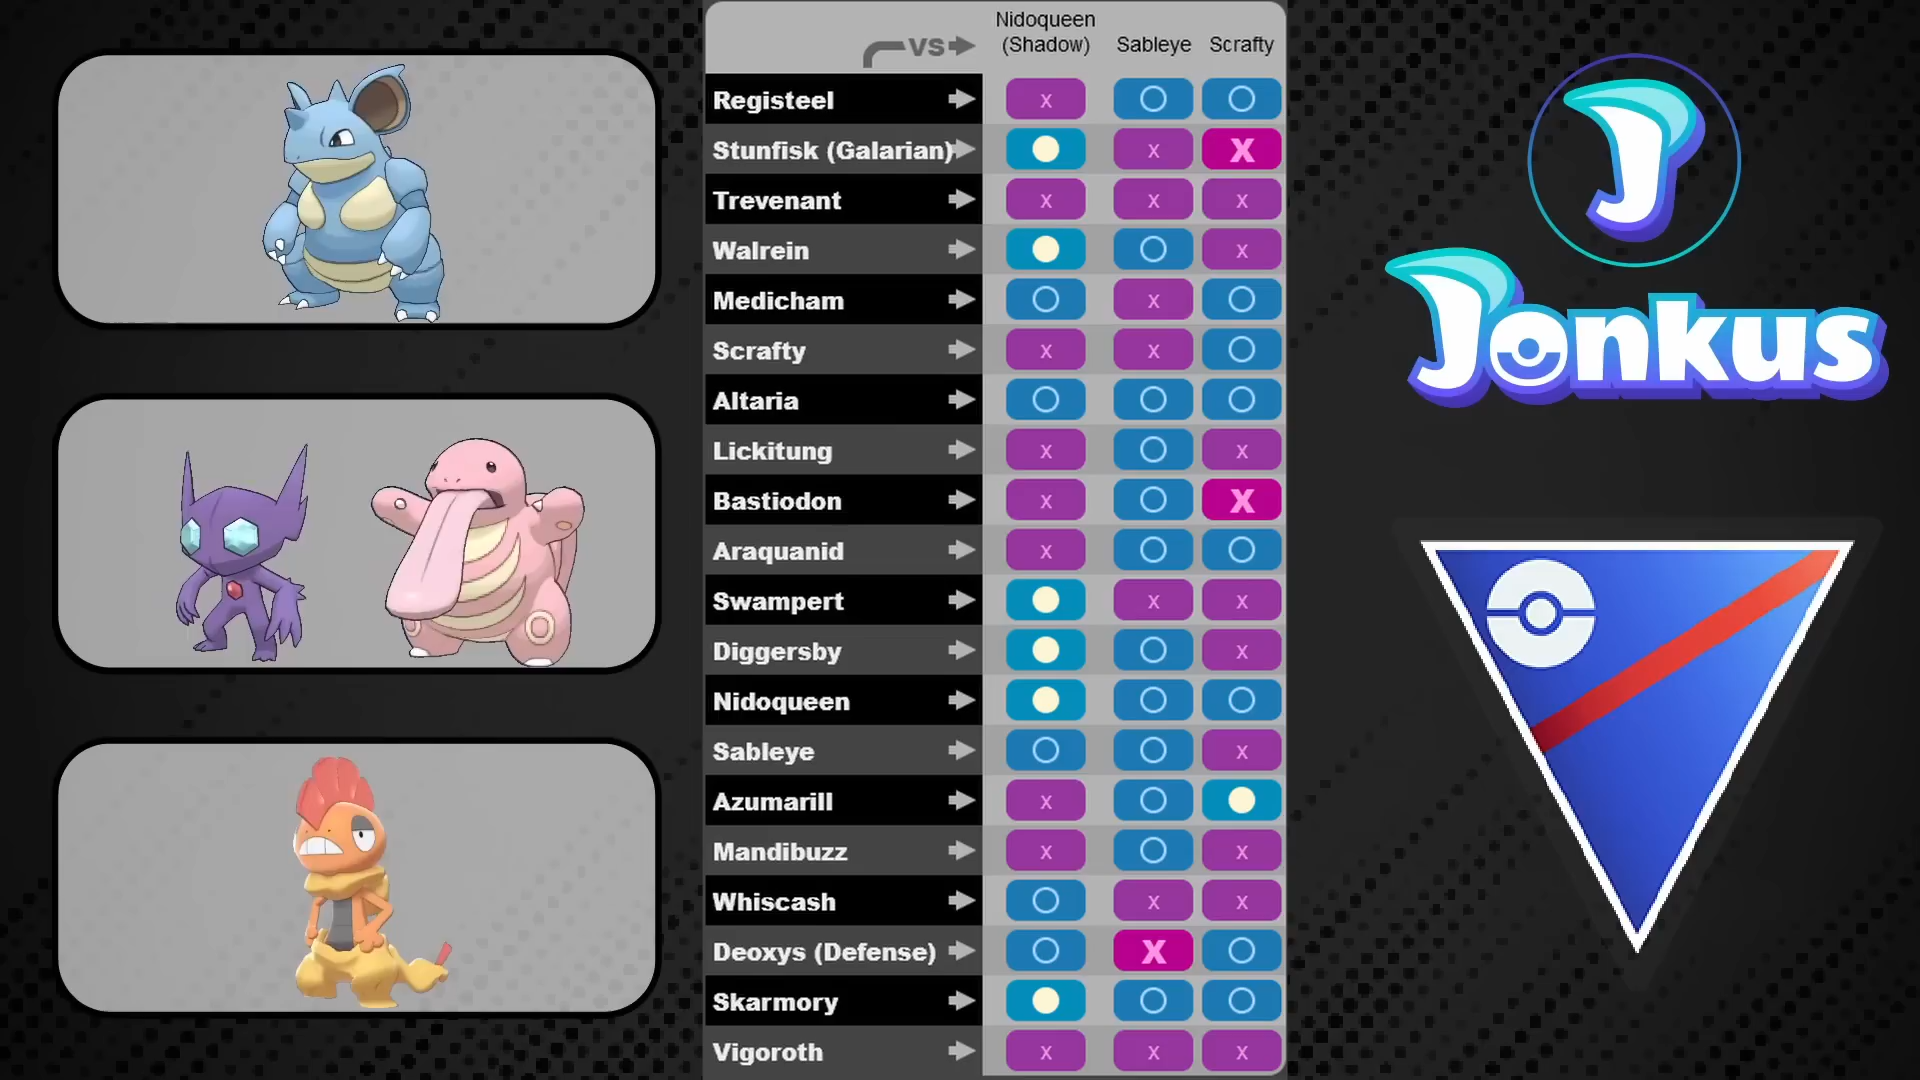 VS
Nidoqueen
(Shadow)
Sableye
Scrafty
Registeel x
Stunfisk (Galarian) x X
Trevenant x x x
Walrein x
Medicham x
Scrafty x x
Altaria
Lickitung x x
Bastiodon x X
Araquanid x
Swampert x x
Diggersby x
Nidoqueen
Sableye x
Azumarill x
Mandibuzz x x
Whiscash x x
Deoxys (Defense) X
Skarmory
Vigoroth x x x
J
Jonkus